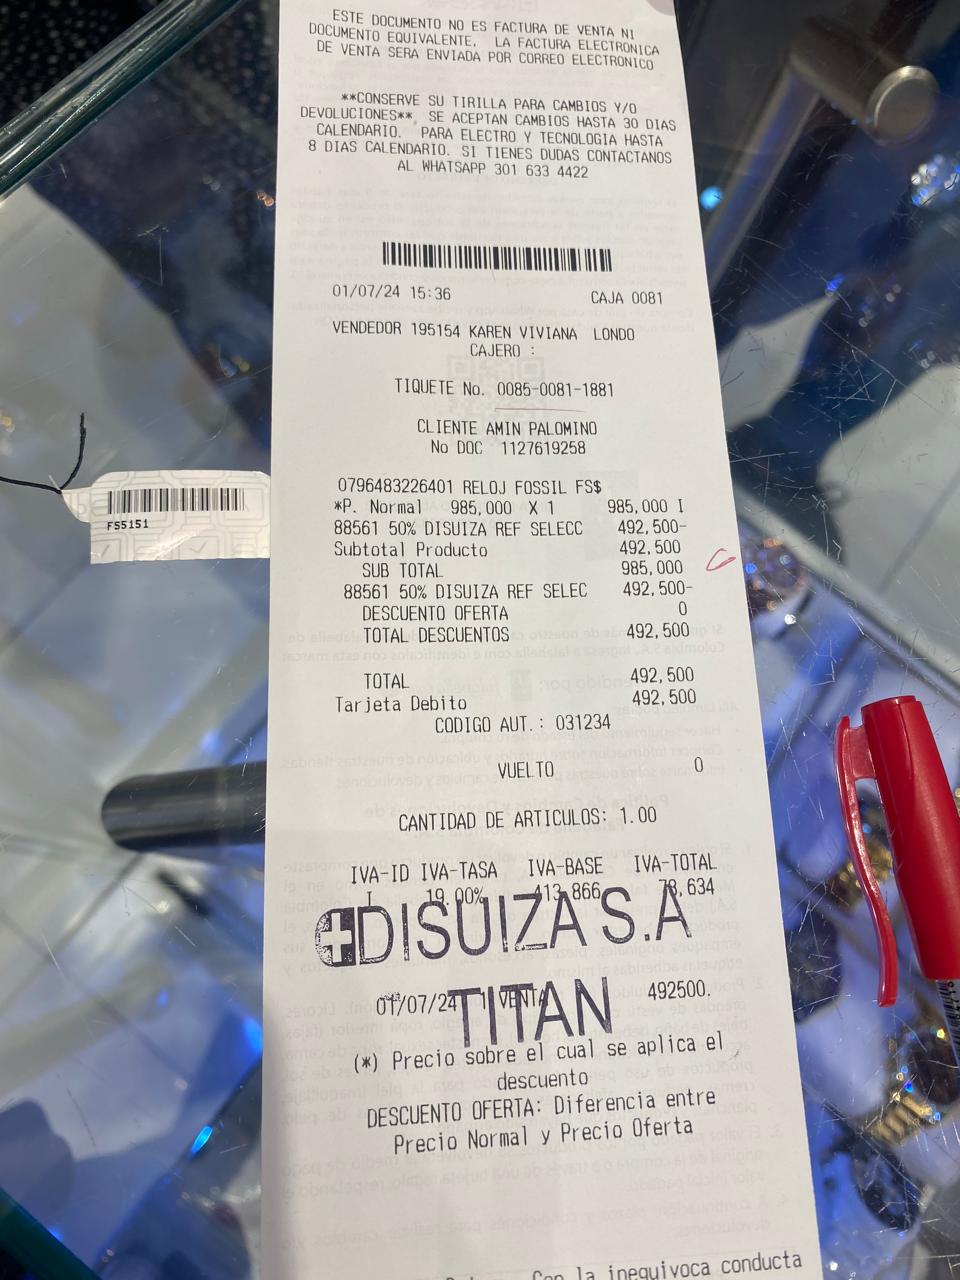 ESTE DOCUMENTO NO ES FACTURA DE VENTA NI
DOCUMENTO EQUIVALENTE. LA FACTURA ELECTRONICA
DE VENTA SERA ENVIADA POR CORREO ELECTRONICO
**CONSERVE SU TIRILLA PARA CAMBIOS Y/O
DEVOLUCIONES**. SE ACEPTAN CAMBIOS HASTA 30 DIAS
CALENDARIO. PARA ELECTRO Y TECNOLOGIA HASTA
8 DIAS CALENDARIO. SI TIENES DUDAS CONTACTANOS
AL WHATSAPP 301 633 4422
01/07/24 15:36 CAJA 0081
VENDEDOR 195154 KAREN VIVIANA LONDO
CAJERO :
TIQUETE No. 0085-0081-1881
CLIENTE AMIN PALOMINO
No DOC 1127619258
0796483226401 RELOJ FOSSIL FS$
*P. Normal 985,000 X 1 985,000 I
88561 50% DISUIZA REF SELECC 492,500-
Subtotal Producto 492,500
SUB TOTAL 985,000
88561 50% DISUIZA REF SELEC 492,500-
DESCUENTO OFERTA 0
TOTAL DESCUENTOS 492,500
TOTAL 492,500
Tarjeta Debito 492,500
CODIGO AUT. : 031234
VUELTO 0
CANTIDAD DE ARTICULOS: 1.00
IVA-ID IVA-TASA IVA-BASE IVA-TOTAL
I 19.00% 413,866 78,634
DISUIZA S.A
01/07/24 1 VENTA 492500.
TITAN
(*) Precio sobre el cual se aplica el
descuento
DESCUENTO OFERTA: Diferencia entre
Precio Normal y Precio Oferta
Con la inequivoca conducta
FS5151